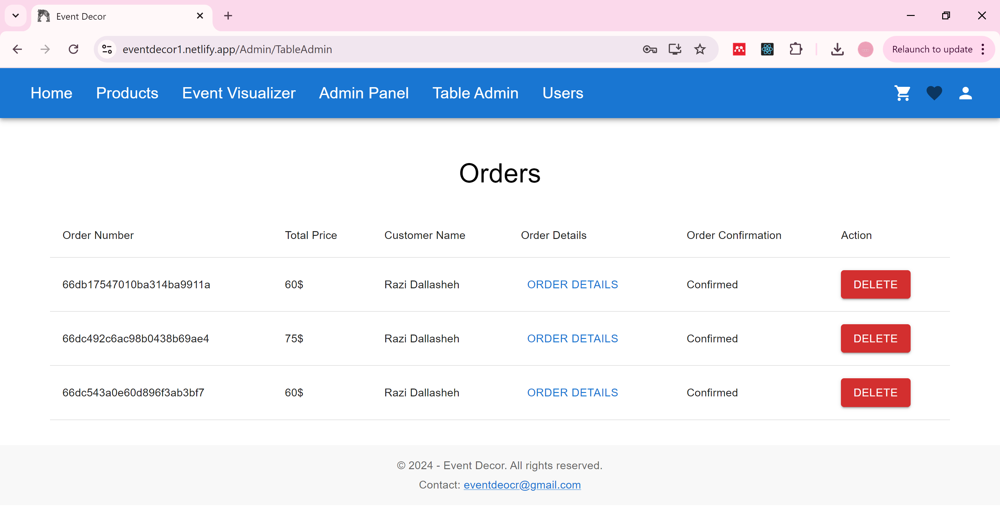 Event Decor
eventdecor1.netlify.app/Admin/TableAdmin
Relaunch to update
Home Products Event Visualizer Admin Panel Table Admin Users
Orders
Order Number Total Price Customer Name Order Details Order Confirmation Action
66db17547010ba314ba9911a 60$ Razi Dallasheh ORDER DETAILS Confirmed DELETE
66dc492c6ac98b0438b69ae4 75$ Razi Dallasheh ORDER DETAILS Confirmed DELETE
66dc543a0e60d896f3ab3bf7 60$ Razi Dallasheh ORDER DETAILS Confirmed DELETE
© 2024 - Event Decor. All rights reserved.
Contact: eventdeocr@gmail.com